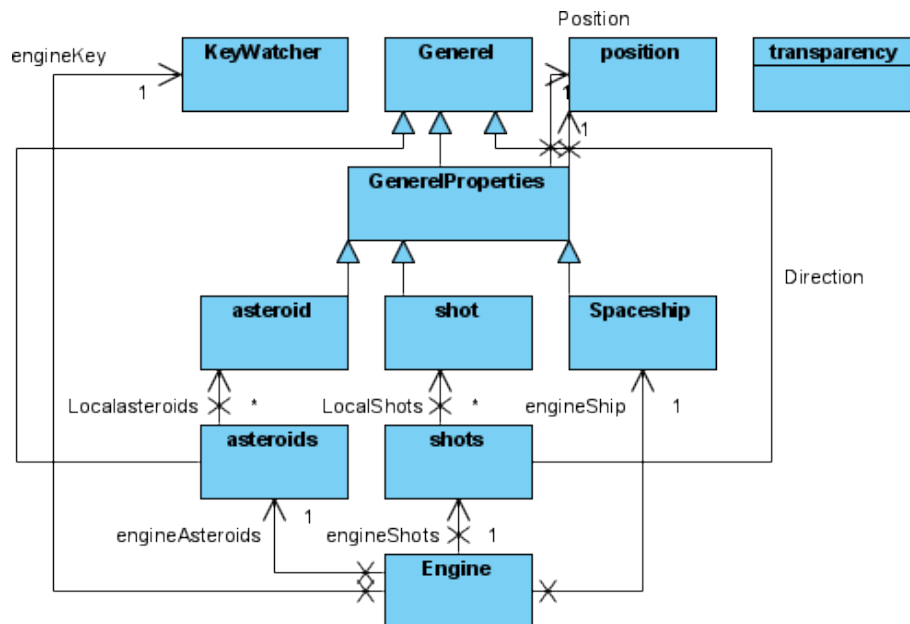 Position
engineKey
KeyWatcher
Generel
position
transparency
1
1
1
GenerelProperties
Direction
asteroid
shot
Spaceship
Localasteroids
*
LocalShots
*
engineShip
1
asteroids
shots
engineAsteroids
1
engineShots
1
Engine